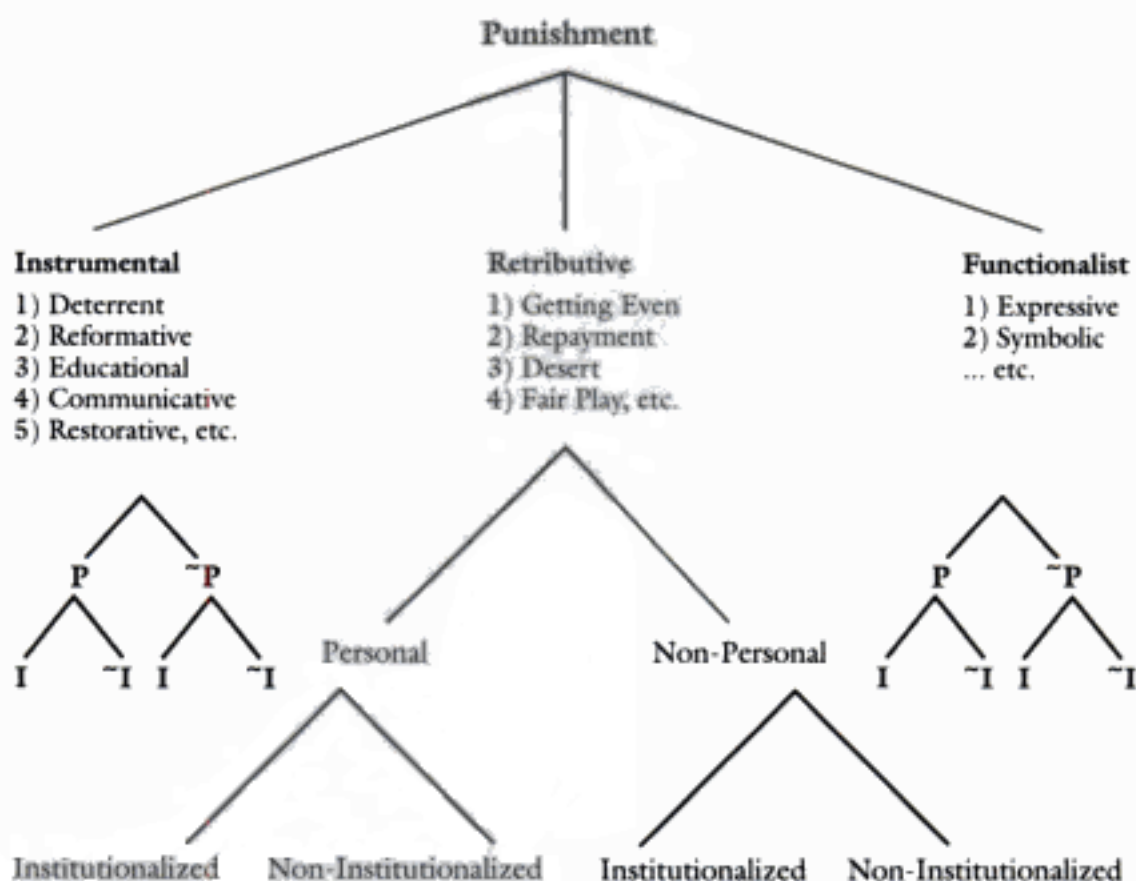 Punishment
Instrumental
1) Deterrent
2) Reformative
3) Educational
4) Communicative
5) Restorative, etc.
Retributive
1) Getting Even
2) Repayment
3) Desert
4) Fair Play, etc.
Functionalist
1) Expressive
2) Symbolic
... etc.
P ~P
I ~I I ~I
Personal Non-Personal
P ~P
I ~I I ~I
Institutionalized Non-Institutionalized Institutionalized Non-Institutionalized